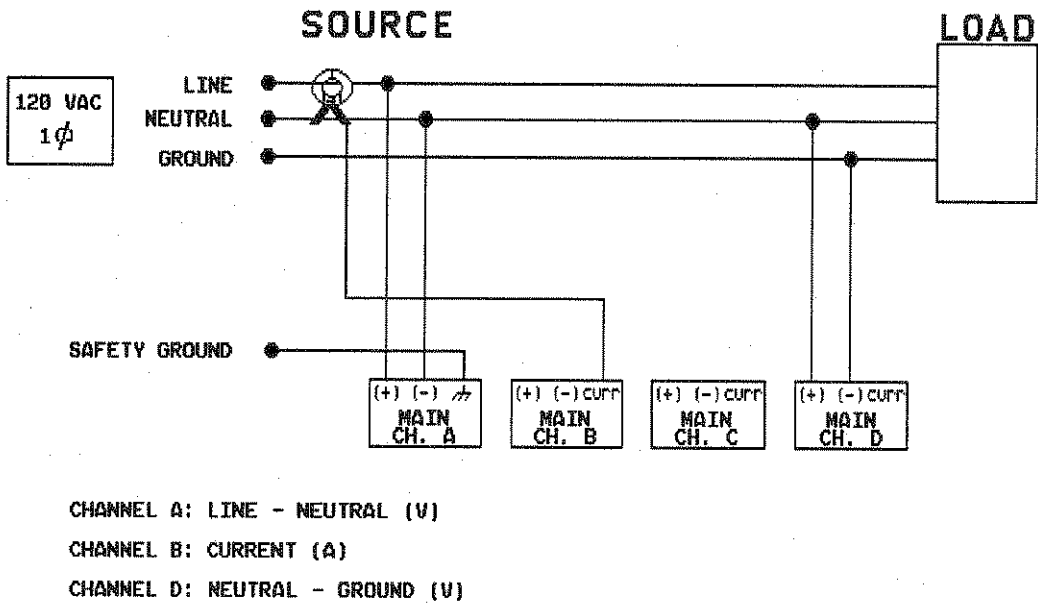 SOURCE
LOAD
120 VAC
1ϕ
LINE
NEUTRAL
GROUND
SAFETY GROUND
(+) (-)
MAIN
CH. A
(+) (-) curr
MAIN
CH. B
(+) (-) curr
MAIN
CH. C
(+) (-) curr
MAIN
CH. D
CHANNEL A: LINE - NEUTRAL (V)
CHANNEL B: CURRENT (A)
CHANNEL D: NEUTRAL - GROUND (V)